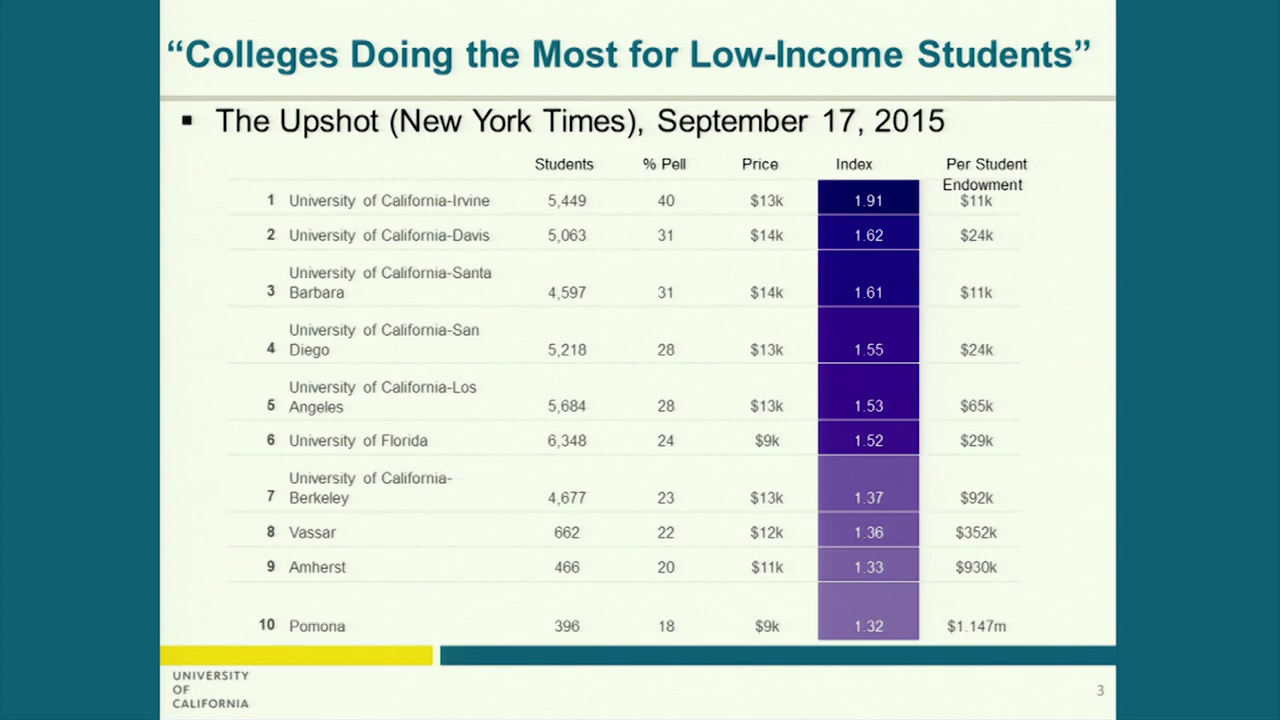 “Colleges Doing the Most for Low-Income Students”
▪ The Upshot (New York Times), September 17, 2015
Students % Pell Price Index Per Student
Endowment
1 University of California-Irvine 5,449 40 $13k 1.91 $11k
2 University of California-Davis 5,063 31 $14k 1.62 $24k
University of California-Santa
3 Barbara 4,597 31 $14k 1.61 $11k
University of California-San
4 Diego 5,218 28 $13k 1.55 $24k
University of California-Los
5 Angeles 5,684 28 $13k 1.53 $65k
6 University of Florida 6,348 24 $9k 1.52 $29k
University of California-
7 Berkeley 4,677 23 $13k 1.37 $92k
8 Vassar 662 22 $12k 1.36 $352k
9 Amherst 466 20 $11k 1.33 $930k
10 Pomona 396 18 $9k 1.32 $1.147m
UNIVERSITY
OF
CALIFORNIA
3